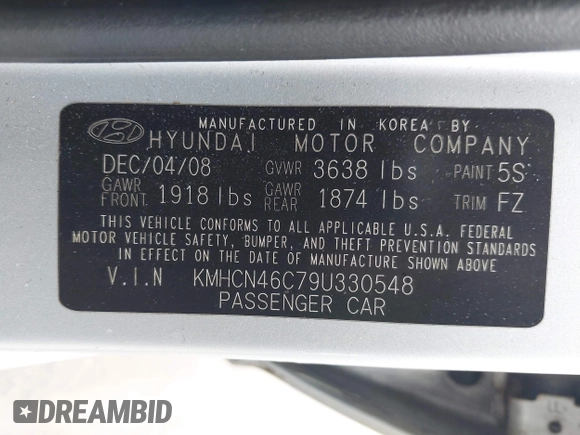 MANUFACTURED IN KOREA BY
HYUNDAI MOTOR COMPANY
DEC/04/08 GVWR 3638 lbs PAINT 5S
GAWR FRONT 1918 lbs GAWR REAR 1874 lbs TRIM FZ
THIS VEHICLE CONFORMS TO ALL APPLICABLE U.S.A. FEDERAL
MOTOR VEHICLE SAFETY, BUMPER, AND THEFT PREVENTION STANDARDS
IN EFFECT ON THE DATE OF MANUFACTURE SHOWN ABOVE
V.I.N KMHCN46C79U330548
PASSENGER CAR
DREAMBID